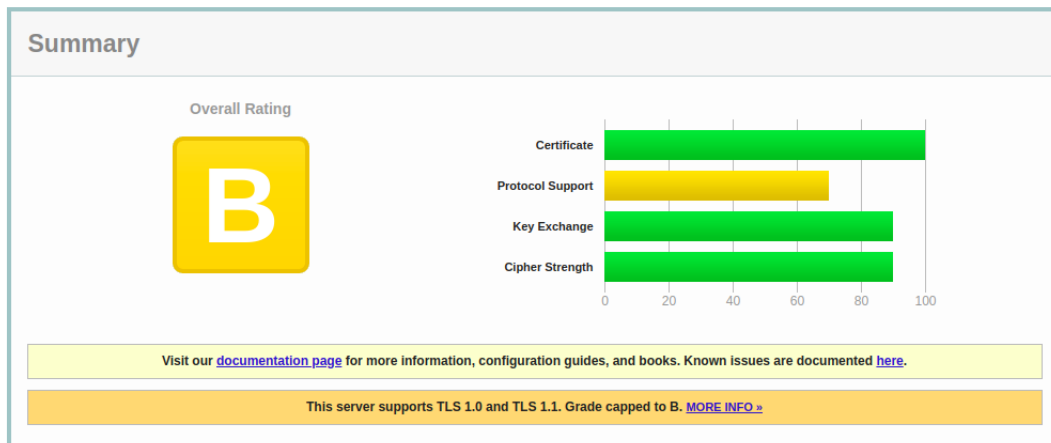 Summary
Overall Rating
B
Certificate
Protocol Support
Key Exchange
Cipher Strength
0 20 40 60 80 100
Visit our documentation page for more information, configuration guides, and books. Known issues are documented here.
This server supports TLS 1.0 and TLS 1.1. Grade capped to B. MORE INFO »